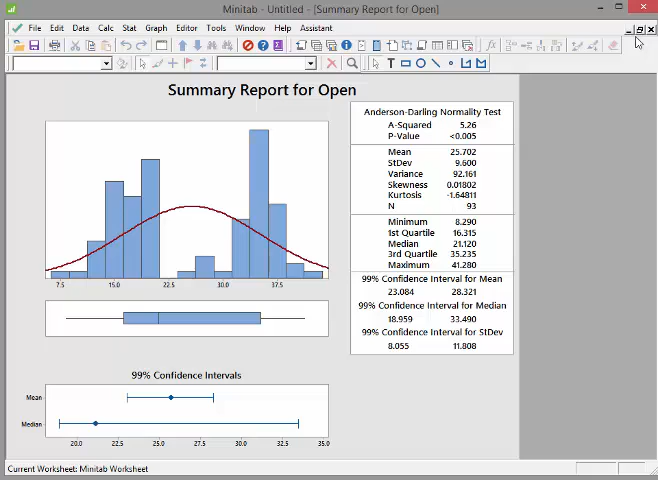 Minitab - Untitled - [Summary Report for Open]
File Edit Data Calc Stat Graph Editor Tools Window Help Assistant
Summary Report for Open
7.5 15.0 22.5 30.0 37.5
Anderson-Darling Normality Test
A-Squared 5.26
P-Value <0.005
Mean 25.702
StDev 9.600
Variance 92.161
Skewness 0.01802
Kurtosis -1.64811
N 93
Minimum 8.290
1st Quartile 16.315
Median 21.120
3rd Quartile 35.235
Maximum 41.280
99% Confidence Interval for Mean
23.084 28.321
99% Confidence Interval for Median
18.959 33.490
99% Confidence Interval for StDev
8.055 11.808
99% Confidence Intervals
Mean
Median
20.0 22.5 25.0 27.5 30.0 32.5 35.0
Current Worksheet: Minitab Worksheet